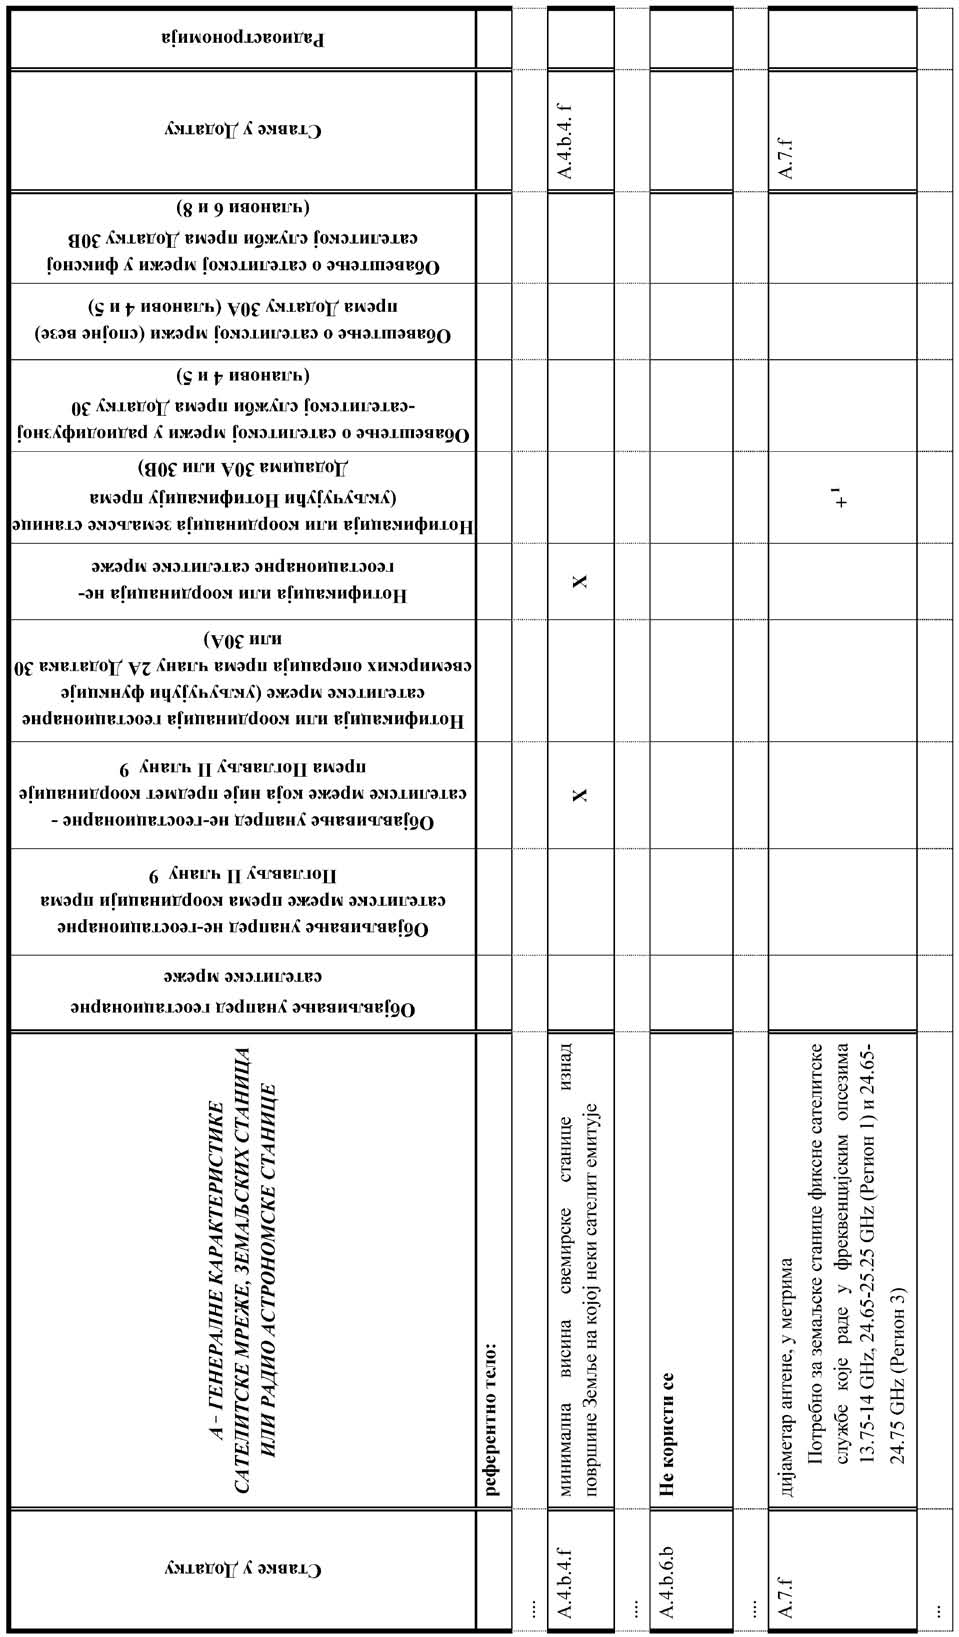 Ставке у Додатку
А – ГЕНЕРАЛНЕ КАРАКТЕРИСТИКЕ
САТЕЛИТСКЕ МРЕЖЕ, ЗЕМАЉСКИХ СТАНИЦА
ИЛИ РАДИО АСТРОНОМСКЕ СТАНИЦЕ
Објављивање унапред геостационарне
сателитске мреже
Објављивање унапред не-геостационарне
сателитске мреже према координацији према
Поглављу II члану 9
Објављивање унапред не-геостационарне -
сателитске мреже која није предмет координације
према Поглављу II члану 9
Нотификација или координација геостационарне
сателитске мреже (укључујући функције
свемирских операција према члану 2А Додатака 30
или 30А)
Нотификација или координација не-
геостационарне сателитске мреже
Нотификација или координација земаљске станице
(укључујући Нотификацију према
Додацима 30А или 30В)
Обавештење о сателитској мрежи у радиодифузној
-сателитској служби према Додатку 30
(чланови 4 и 5)
Обавештење о сателитској мрежи (спојне везе)
према Додатку 30А (чланови 4 и 5)
Обавештење о сателитској мрежи у фиксној
сателитској служби према Додатку 30В
(чланови 6 и 8)
Ставке у Додатку
Радиоастрономија
референтно тело:
....
A.4.b.4.f
минимална висина свемирске станице изнад
површине Земље на којој неки сателит емитује
X
X
A.4.b.4. f
....
A.4.b.6.b
Не користи се
....
A.7.f
дијаметар антене, у метрима
Потребно за земаљске станице фиксне сателитске
службе које раде у фреквенцијским опсезима
13.75-14 GHz, 24.65-25.25 GHz (Регион 1) и 24.65-
24.75 GHz (Регион 3)
+ 1
A.7.f
...